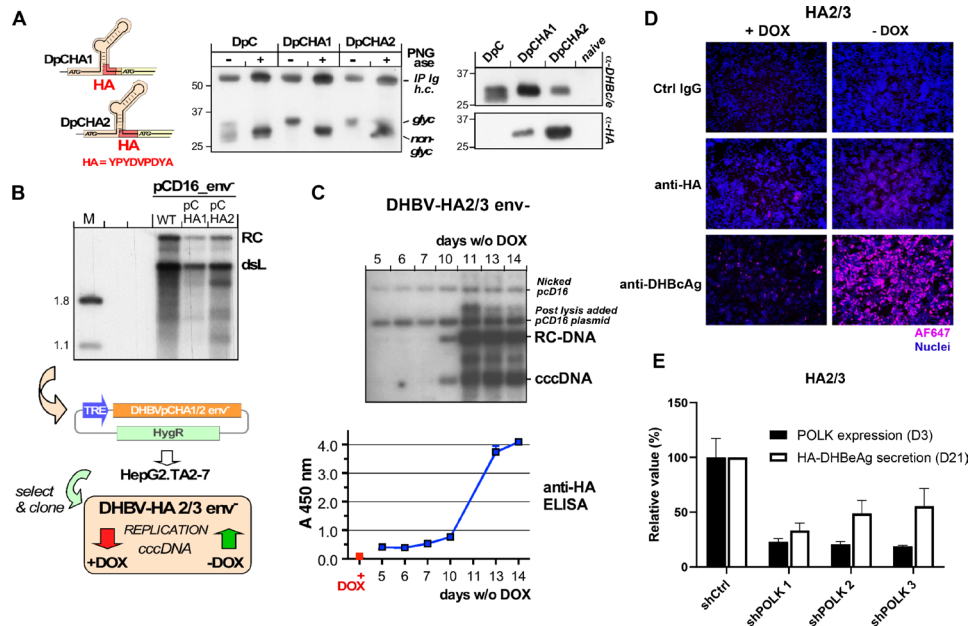 A
DpCHA1
ATG
ATG
HA
DpCHA2
ATG
ATG
HA
HA = YPYDVPDYA
DpC DpCHA1 DpCHA2
PNG
ase
- + - + - +
55
37
25
IP Ig
h.c.
glyc
non-
glyc
DpC
DpCHA1
DpCHA2
naive
37
25
37
25
α-DHBc/e
α-HA
B
pCD16_env-
M
WT
pC
HA1
pC
HA2
RC
dsL
1.8
1.1
TRE
DHBVpCHA1/2 env-
HygR
HepG2.TA2-7
select
& clone
DHBV-HA 2/3 env-
REPLICATION
cccDNA
+DOX
-DOX
C
DHBV-HA2/3 env-
days w/o DOX
5 6 7 10 11 13 14
Nicked
pcD16
Post lysis added
pCD16 plasmid
RC-DNA
cccDNA
4.0
3.0
2.0
1.0
0.0
A 450 nm
anti-HA
ELISA
+
DOX
5 6 7 10 11 13 14
days w/o DOX
D
HA2/3
+ DOX
- DOX
Ctrl IgG
anti-HA
anti-DHBcAg
AF647
Nuclei
E
HA2/3
POLK expression (D3)
HA-DHBeAg secretion (D21)
Relative value (%)
150
100
50
0
shCtrl
shPOLK 1
shPOLK 2
shPOLK 3